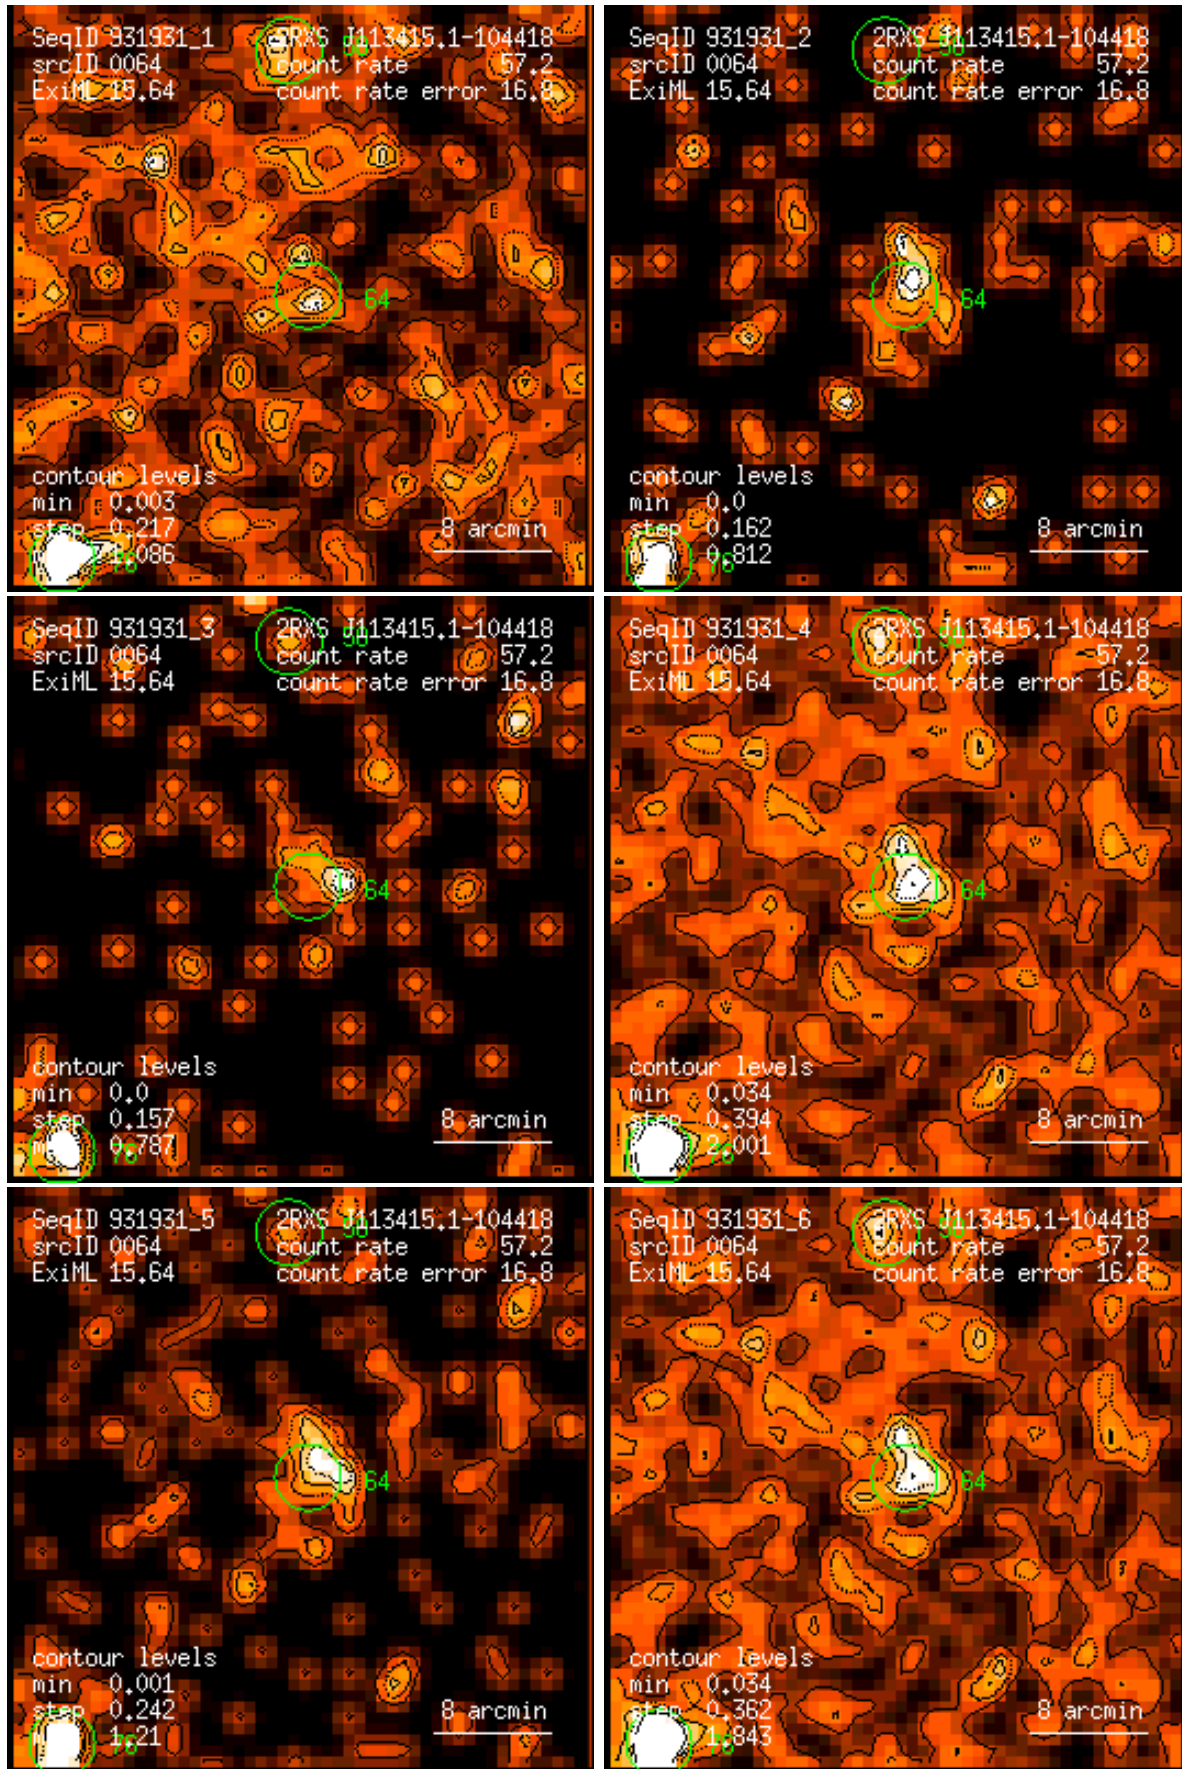 SeqID 931931_1 2RXS J113415.1-104418
srcID 0064 count rate 57.2
ExiML 15.64 count rate error 16.8
64
contour levels
min 0.003
step 0.217
1.086
8 arcmin
76
SeqID 931931_2 2RXS J113415.1-104418
srcID 0064 count rate 57.2
ExiML 15.64 count rate error 16.8
64
contour levels
min 0.0
step 0.162
0.812
8 arcmin
76
SeqID 931931_3 2RXS J113415.1-104418
srcID 0064 count rate 57.2
ExiML 15.64 count rate error 16.8
64
contour levels
min 0.0
step 0.157
0.787
8 arcmin
76
SeqID 931931_4 2RXS J113415.1-104418
srcID 0064 count rate 57.2
ExiML 15.64 count rate error 16.8
64
contour levels
min 0.034
step 0.394
2.001
8 arcmin
76
SeqID 931931_5 2RXS J113415.1-104418
srcID 0064 count rate 57.2
ExiML 15.64 count rate error 16.8
64
contour levels
min 0.001
step 0.242
1.21
8 arcmin
76
SeqID 931931_6 2RXS J113415.1-104418
srcID 0064 count rate 57.2
ExiML 15.64 count rate error 16.8
64
contour levels
min 0.034
step 0.362
1.843
8 arcmin
76